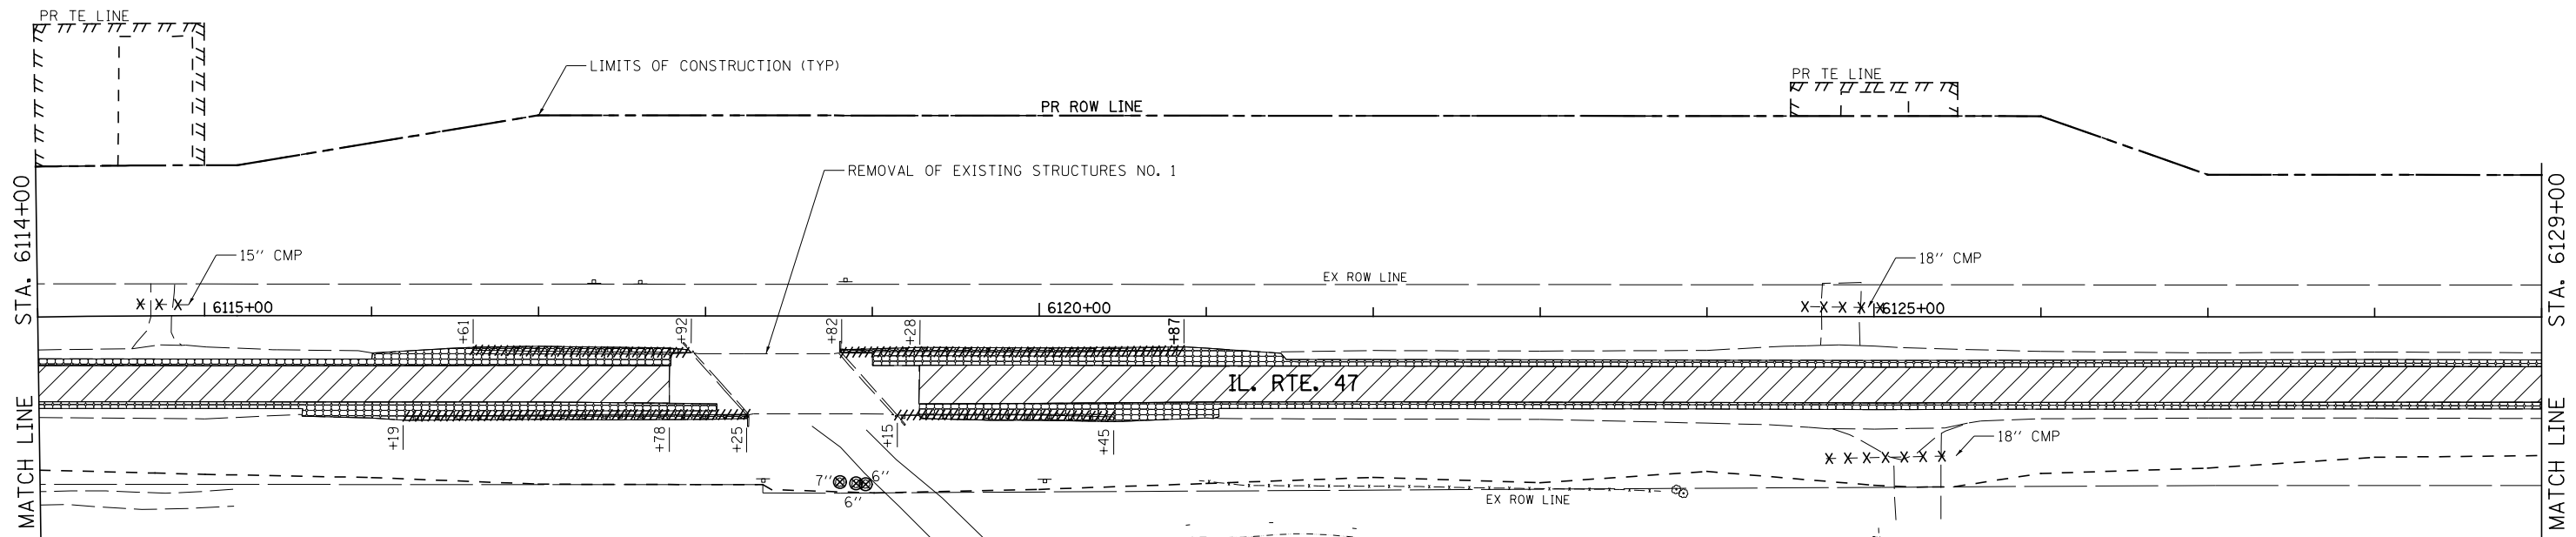 PR TE LINE
LIMITS OF CONSTRUCTION (TYP)
PR TE LINE
PR ROW LINE
REMOVAL OF EXISTING STRUCTURES NO. 1
STA. 6114+00
STA. 6129+00
15" CMP
18" CMP
EX ROW LINE
6115+00
6120+00
6125+00
+61
+92
+82
+28
+87
IL. RTE. 47
MATCH LINE
MATCH LINE
+19
+78
+25
+15
+45
18" CMP
7"
6"
6"
EX ROW LINE